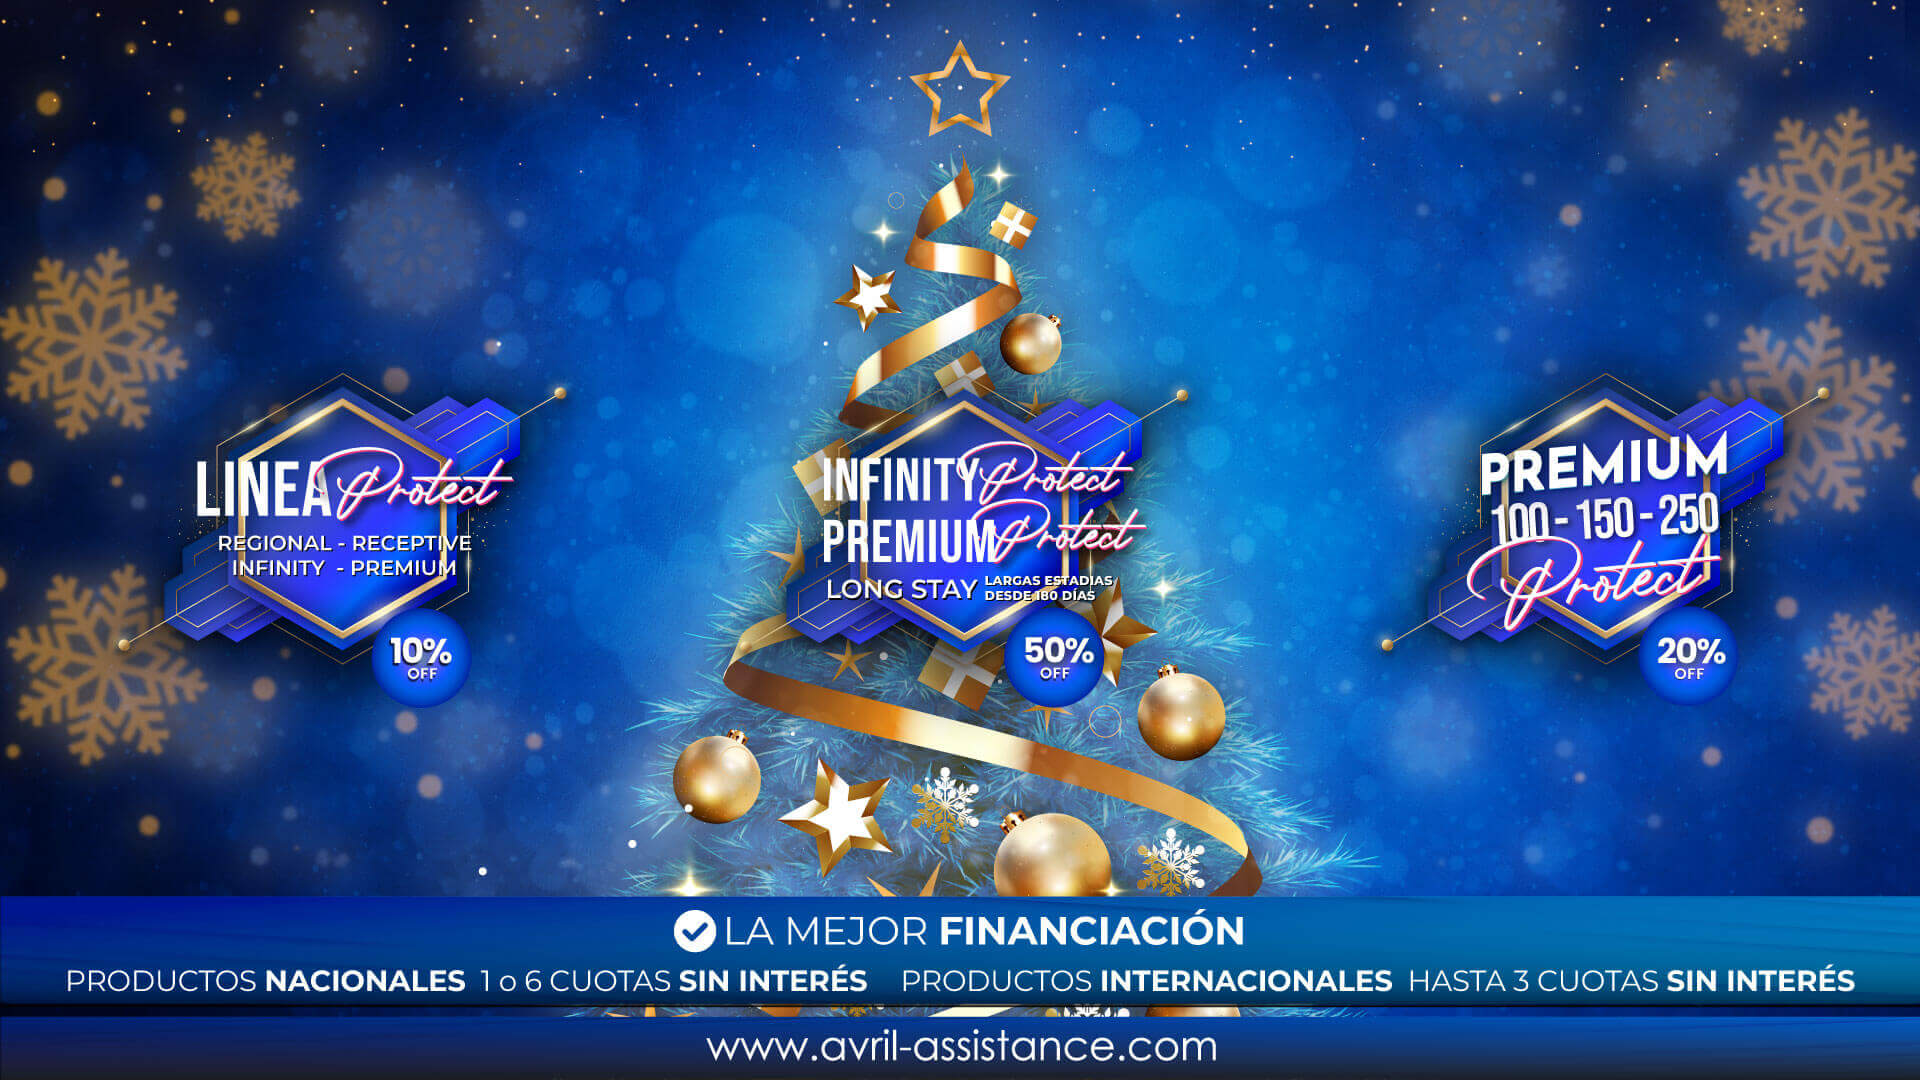 LINEA Protect
REGIONAL - RECEPTIVE
INFINITY - PREMIUM
10%
OFF
INFINITY Protect
PREMIUM Protect
LONG STAY LARGAS ESTADIAS
DESDE 180 DÍAS
50%
OFF
PREMIUM
100 - 150 - 250
Protect
20%
OFF
LA MEJOR FINANCIACIÓN
PRODUCTOS NACIONALES 1 o 6 CUOTAS SIN INTERÉS PRODUCTOS INTERNACIONALES HASTA 3 CUOTAS SIN INTERÉS
www.avril-assistance.com